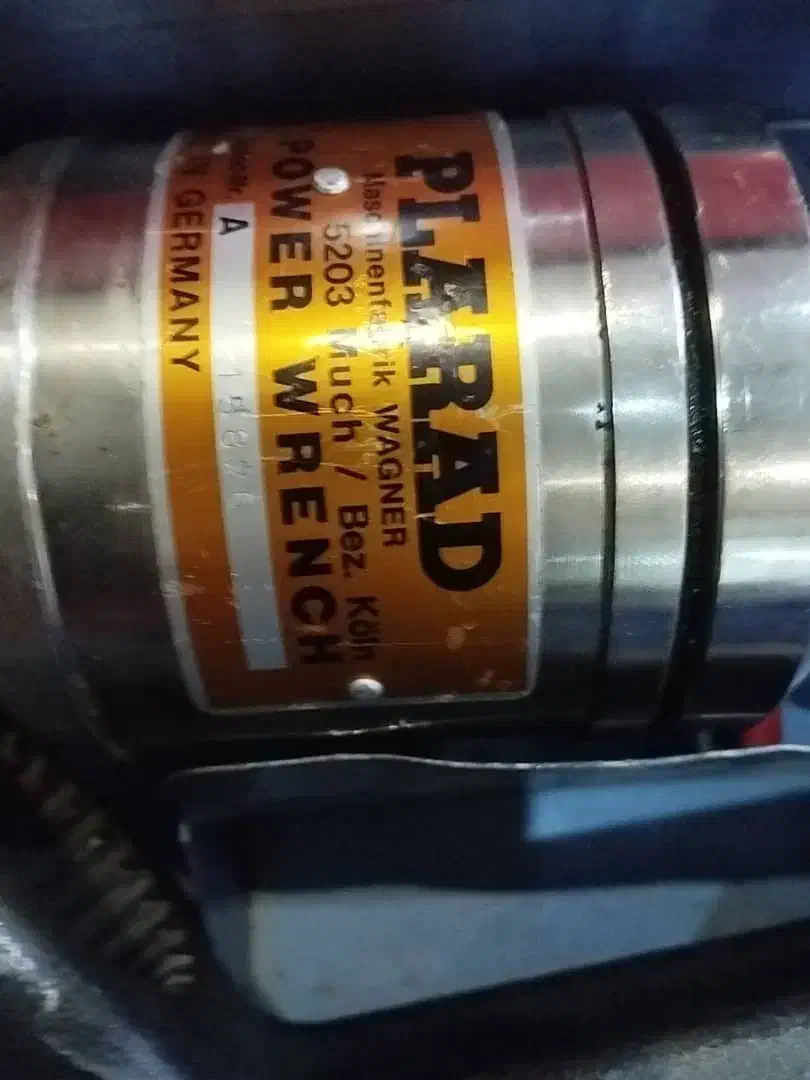 PLARAD
Maschinenfabrik WAGNER
5203 Much / Bez. Köln
POWER WRENCH
A
GERMANY